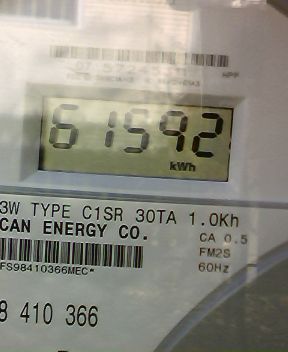 61592
kWh
3W TYPE C1SR 30TA 1.0Kh
CAN ENERGY CO.
CA 0.5
FM2S
60Hz
FS98410366MEC*
8 410 366